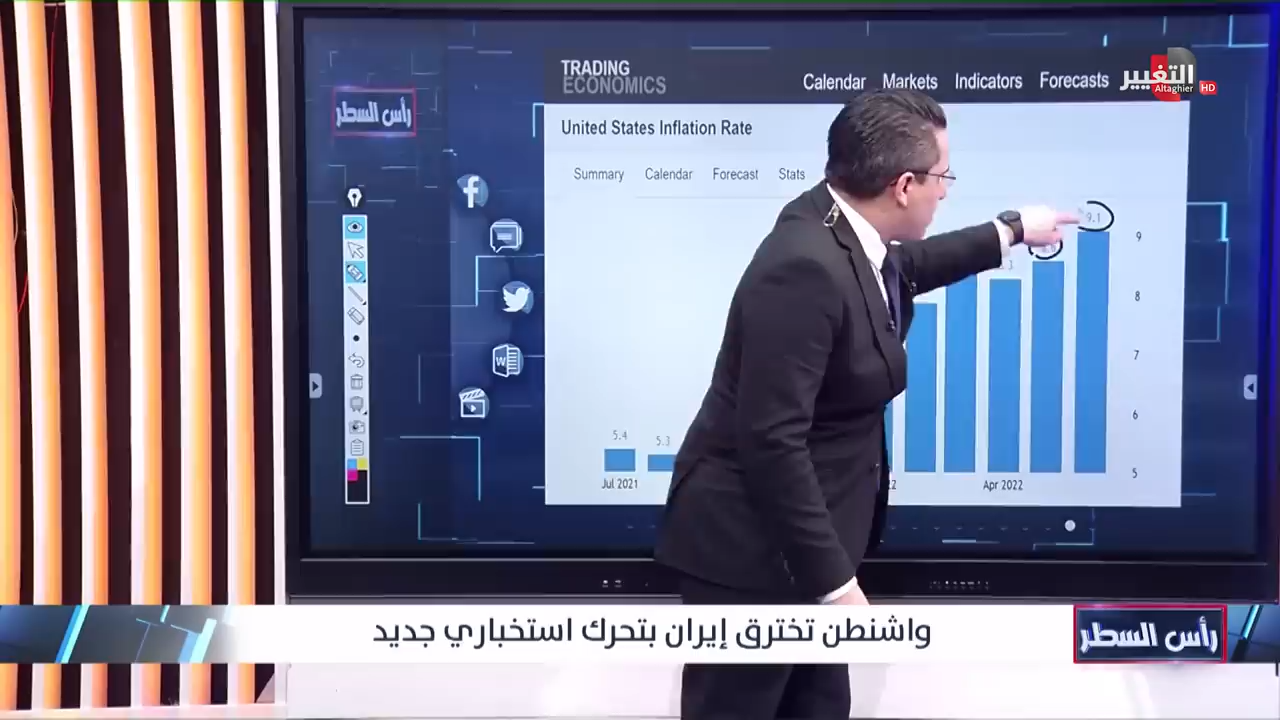 TRADING
ECONOMICS
Calendar Markets Indicators Forecasts
التغيير
Altaghier HD
رأس السطر
United States Inflation Rate
Summary Calendar Forecast Stats
9.1
9
8
7
6
5
5.4
5.3
Jul 2021
Apr 2022
واشنطن تخترق إيران بتحرك استخباري جديد
رأس السطر